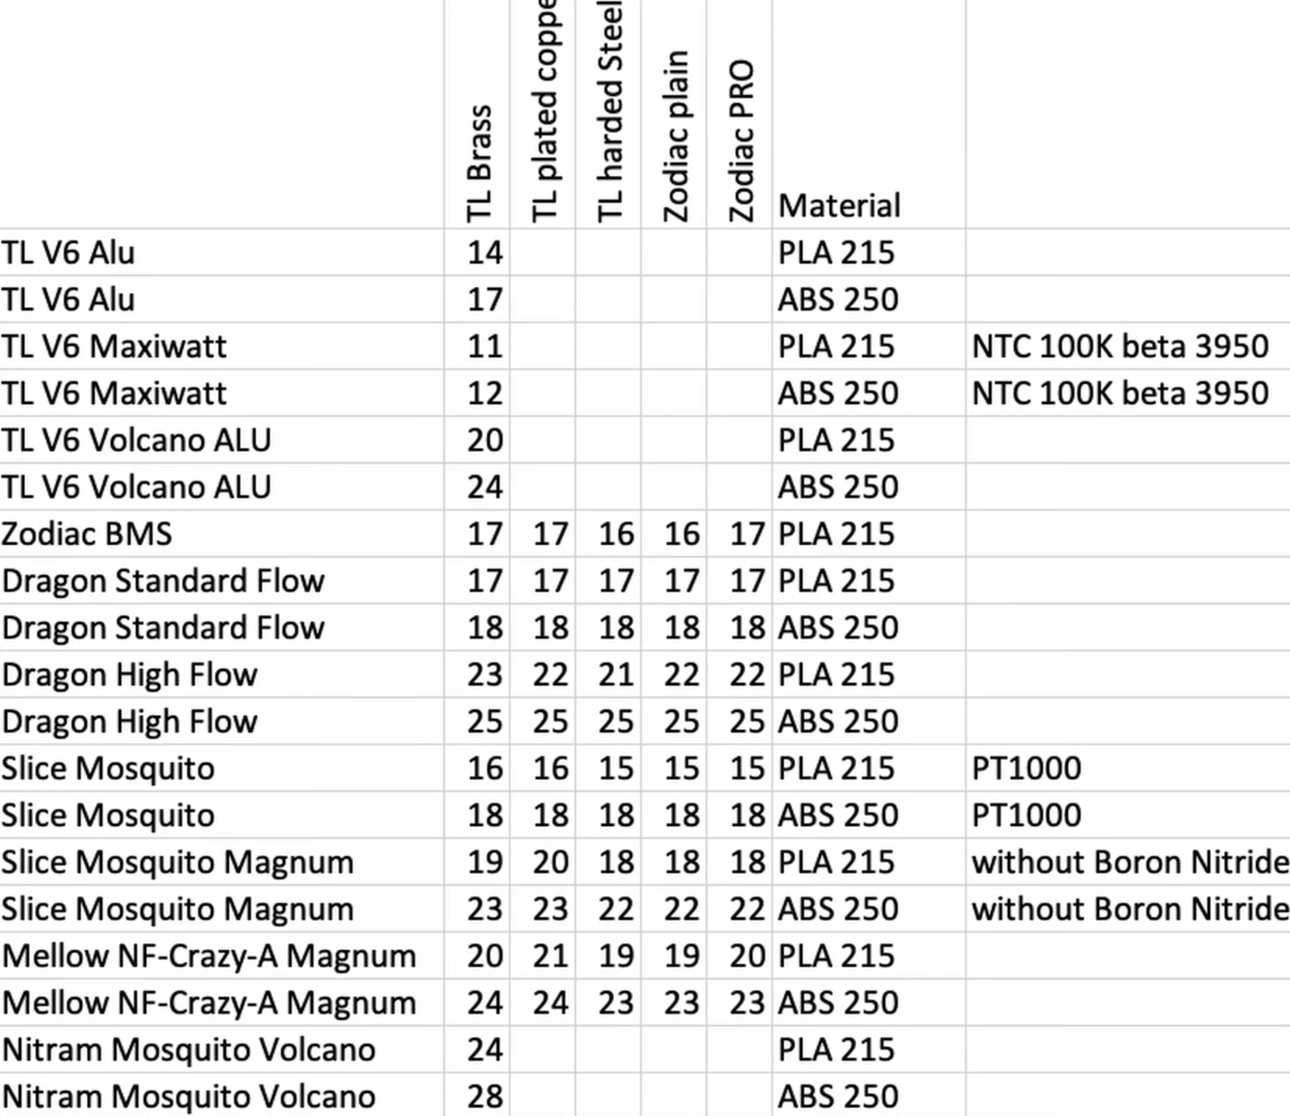 TL Brass TL plated coppe TL harded Steel Zodiac plain Zodiac PRO Material
TL V6 Alu 14 PLA 215
TL V6 Alu 17 ABS 250
TL V6 Maxiwatt 11 PLA 215 NTC 100K beta 3950
TL V6 Maxiwatt 12 ABS 250 NTC 100K beta 3950
TL V6 Volcano ALU 20 PLA 215
TL V6 Volcano ALU 24 ABS 250
Zodiac BMS 17 17 16 16 17 PLA 215
Dragon Standard Flow 17 17 17 17 17 PLA 215
Dragon Standard Flow 18 18 18 18 18 ABS 250
Dragon High Flow 23 22 21 22 22 PLA 215
Dragon High Flow 25 25 25 25 25 ABS 250
Slice Mosquito 16 16 15 15 15 PLA 215 PT1000
Slice Mosquito 18 18 18 18 18 ABS 250 PT1000
Slice Mosquito Magnum 19 20 18 18 18 PLA 215 without Boron Nitride
Slice Mosquito Magnum 23 23 22 22 22 ABS 250 without Boron Nitride
Mellow NF-Crazy-A Magnum 20 21 19 19 20 PLA 215
Mellow NF-Crazy-A Magnum 24 24 23 23 23 ABS 250
Nitram Mosquito Volcano 24 PLA 215
Nitram Mosquito Volcano 28 ABS 250